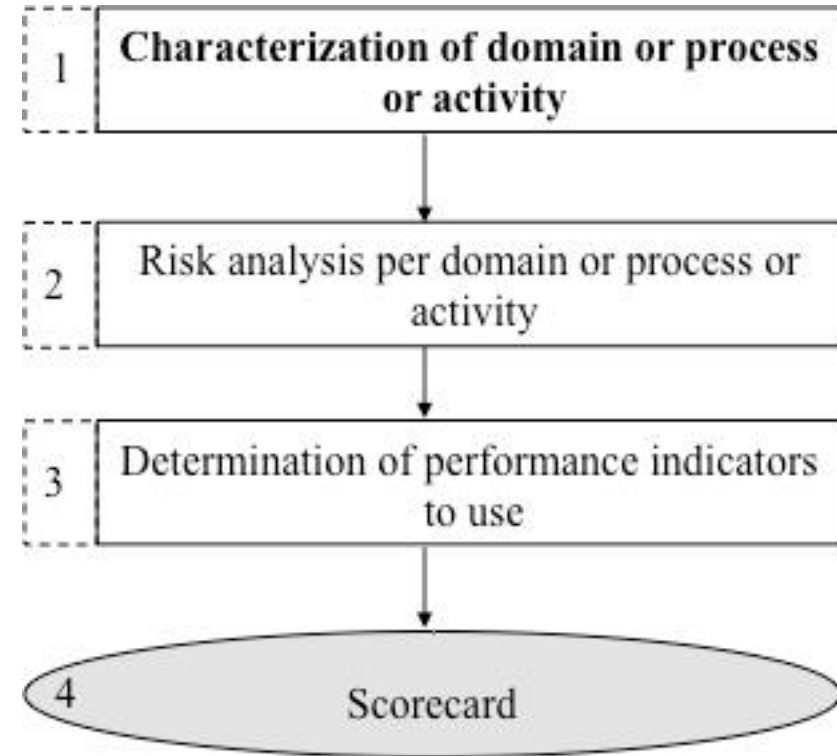 1
Characterization of domain or process
or activity
2
Risk analysis per domain or process or
activity
3
Determination of performance indicators
to use
4
Scorecard